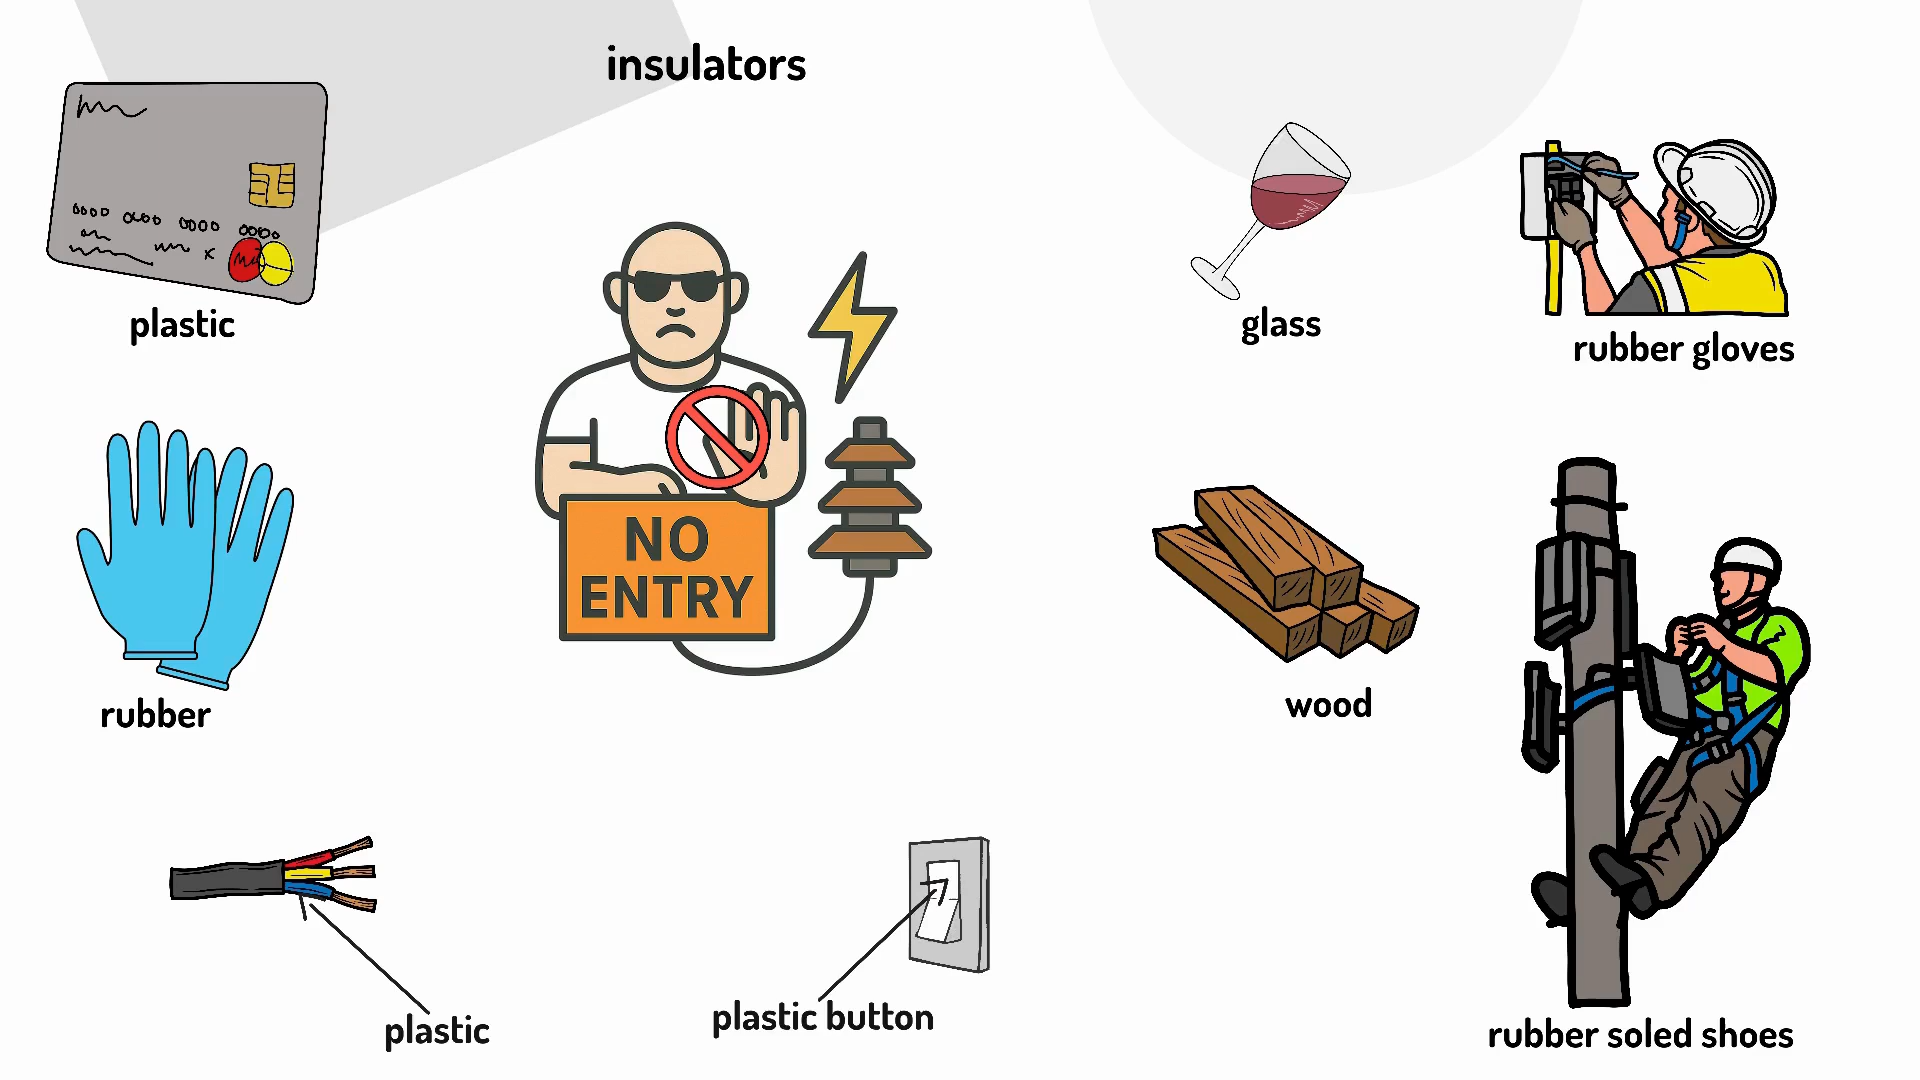 insulators
plastic
glass
rubber gloves
NO
ENTRY
rubber
wood
plastic
plastic button
rubber soled shoes